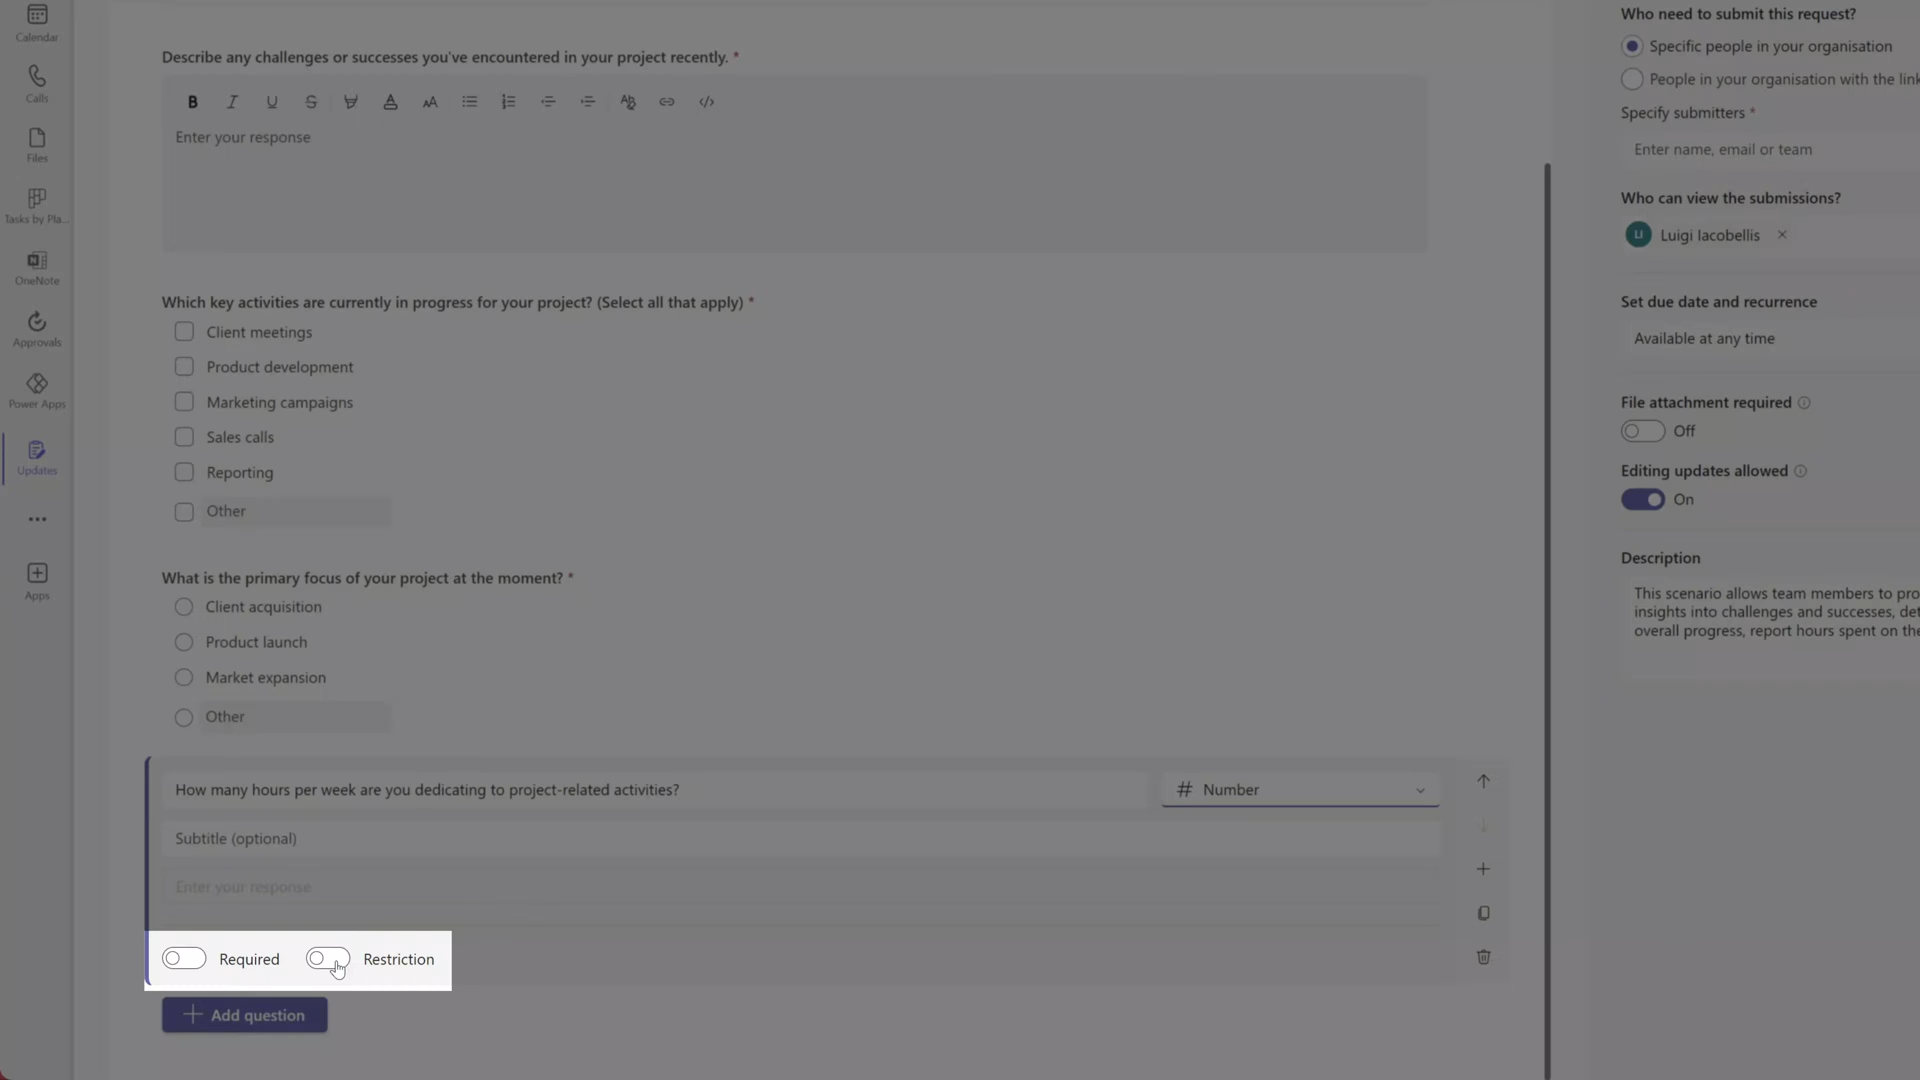 Calendar
Calls
Files
Tasks by Pla...
OneNote
Approvals
Power Apps
Updates
Apps
Describe any challenges or successes you've encountered in your project recently. *
Enter your response
Which key activities are currently in progress for your project? (Select all that apply) *
Client meetings
Product development
Marketing campaigns
Sales calls
Reporting
Other
What is the primary focus of your project at the moment? *
Client acquisition
Product launch
Market expansion
Other
How many hours per week are you dedicating to project-related activities?
# Number
Subtitle (optional)
Enter your response
Required
Restriction
Add question
Who need to submit this request?
Specific people in your organisation
People in your organisation with the link
Specify submitters *
Enter name, email or team
Who can view the submissions?
LI Luigi Iacobellis
Set due date and recurrence
Available at any time
File attachment required
Off
Editing updates allowed
On
Description
This scenario allows team members to pro
insights into challenges and successes, det
overall progress, report hours spent on the